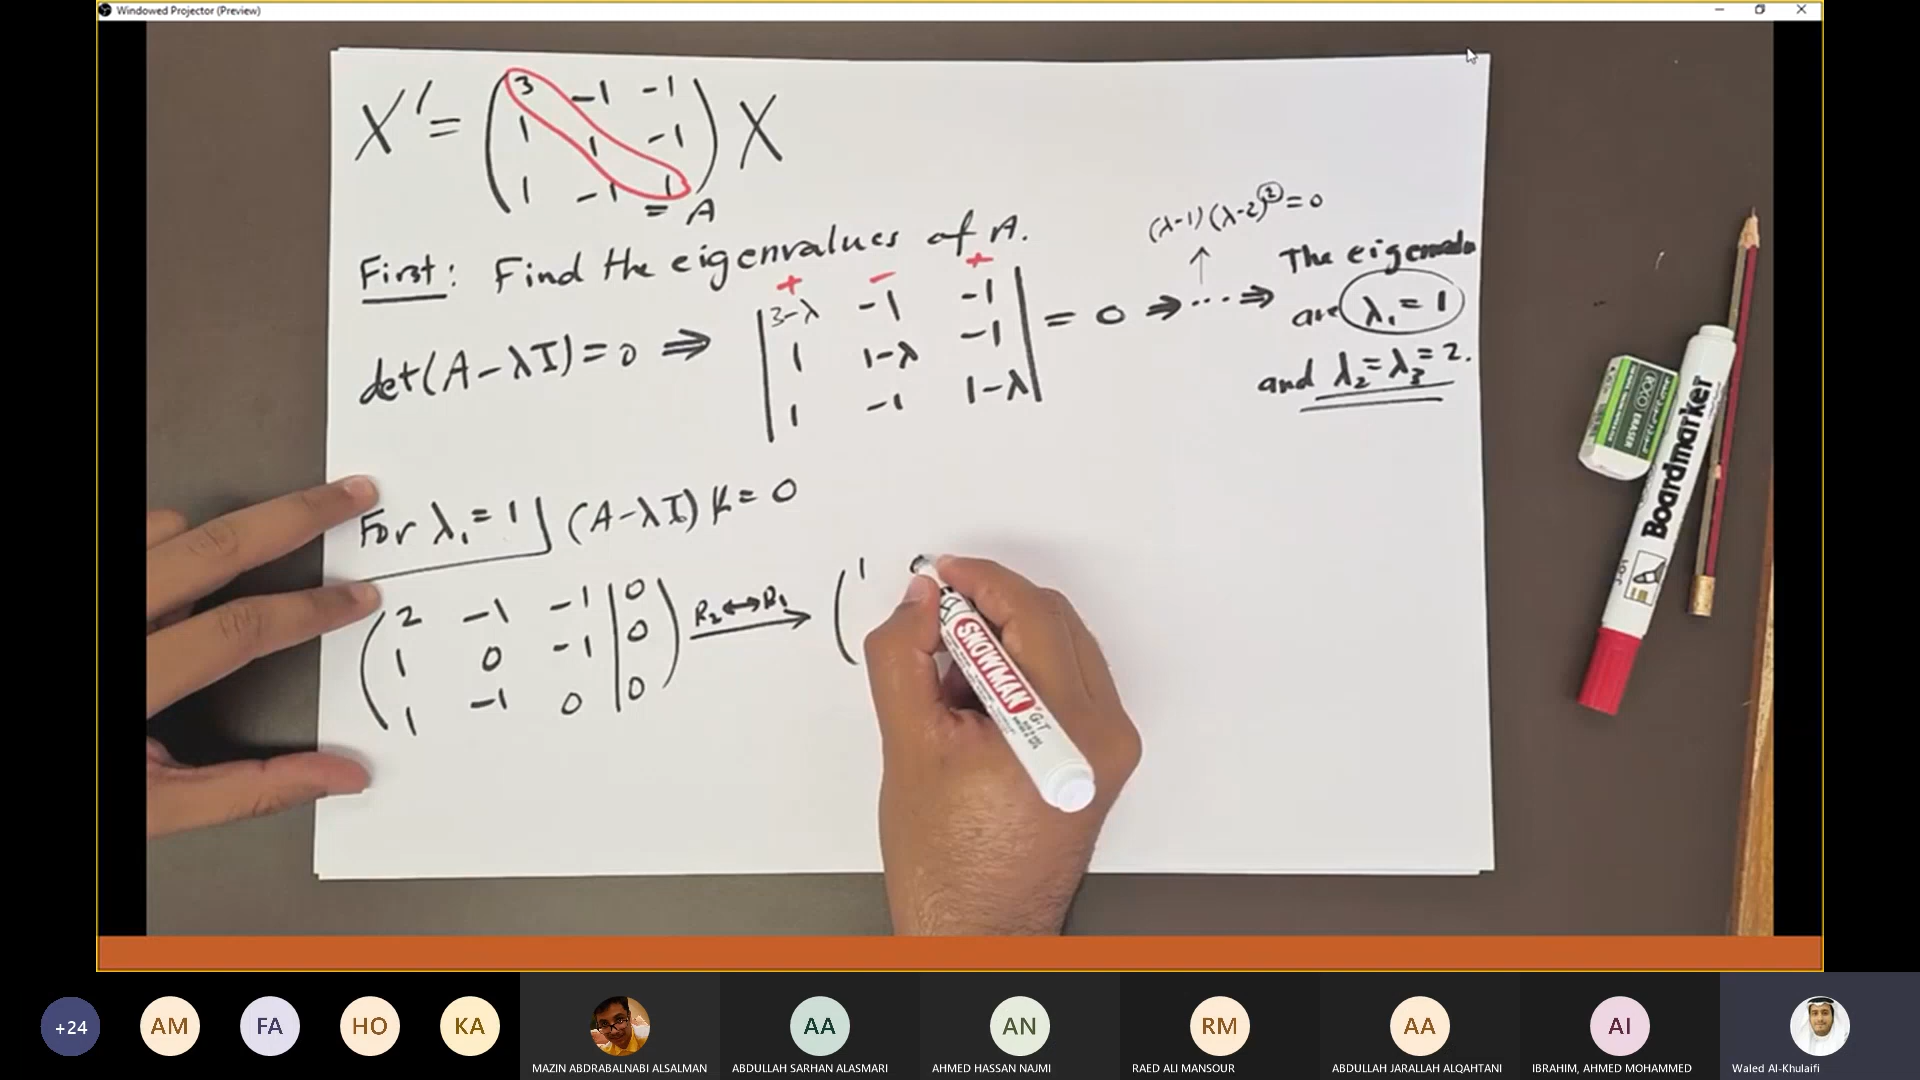 Windowed Projector (Preview)
X' = ( 3 -1 -1
1 1 -1
1 -1 1 ) X
= A
First: Find the eigenvalues of A.
+ - +
det(A-λI)=0 ⇒ | 3-λ -1 -1
1 1-λ -1
1 -1 1-λ | = 0 ⇒ ... ⇒
(λ-1)(λ-2)²=0
↑
The
are λ₁ = 1
and λ₂=λ₃=2.
For λ₁=1 (A-λI)K=0
( 2 -1 -1 | 0
1 0 -1 | 0
1 -1 0 | 0 ) R₂↔R₁ → ( 1 0
ERASER
Boardmarker
SNOWMAN
G-7
+24
AM
FA
HO
KA
MAZIN ABDRABALNABI ALSALMAN
AA
ABDULLAH SARHAN ALASMARI
AN
AHMED HASSAN NAJMI
RM
RAED ALI MANSOUR
AA
ABDULLAH JARALLAH ALQAHTANI
AI
IBRAHIM, AHMED MOHAMMED
Waled Al-Khulaifi